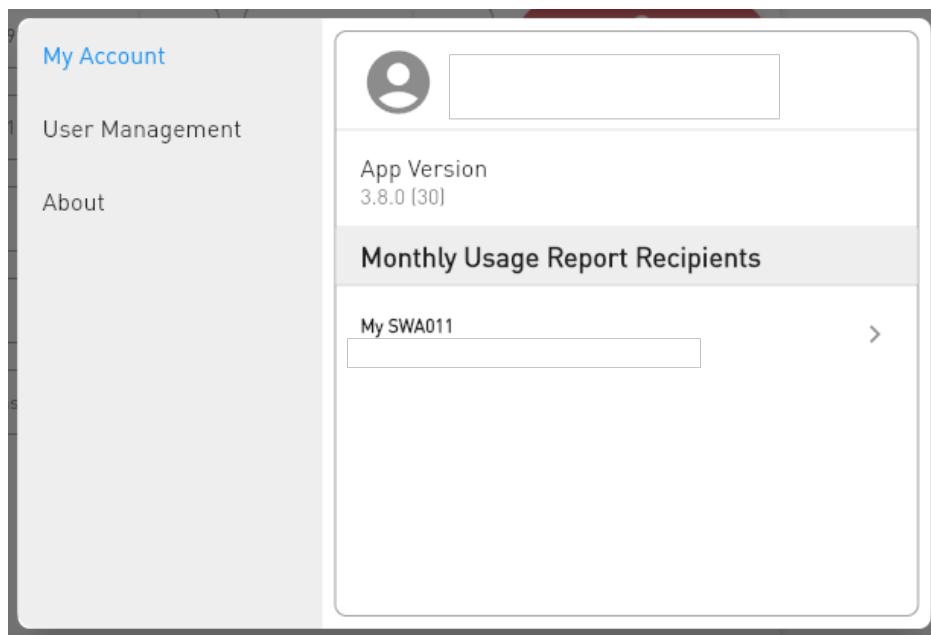 My Account
User Management
About
App Version
3.8.0 (30)
Monthly Usage Report Recipients
My SWA011